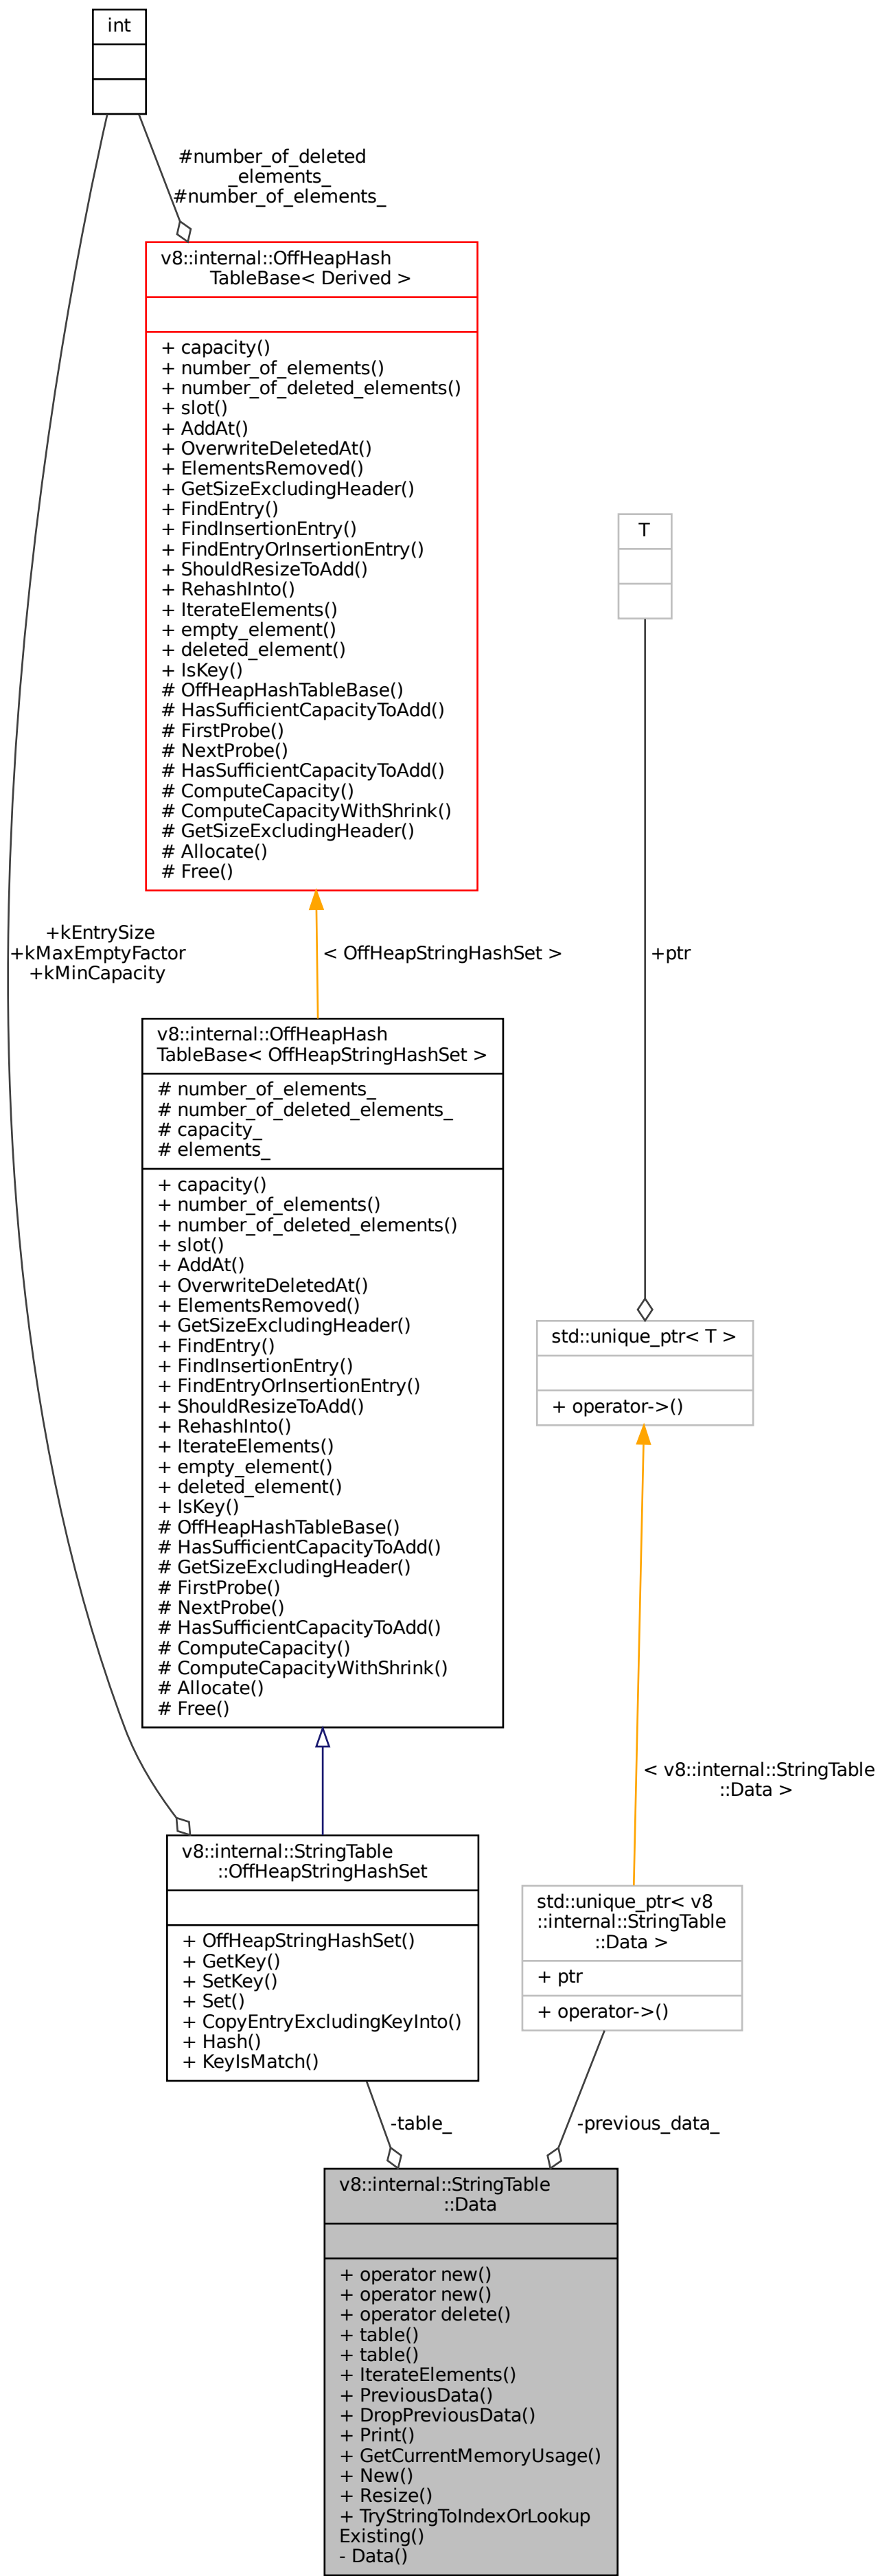 int
#number_of_deleted
_elements_
#number_of_elements_
v8::internal::OffHeapHash
TableBase< Derived >
+ capacity()
+ number_of_elements()
+ number_of_deleted_elements()
+ slot()
+ AddAt()
+ OverwriteDeletedAt()
+ ElementsRemoved()
+ GetSizeExcludingHeader()
+ FindEntry()
+ FindInsertionEntry()
+ FindEntryOrInsertionEntry()
+ ShouldResizeToAdd()
+ RehashInto()
+ IterateElements()
+ empty_element()
+ deleted_element()
+ IsKey()
# OffHeapHashTableBase()
# HasSufficientCapacityToAdd()
# FirstProbe()
# NextProbe()
# HasSufficientCapacityToAdd()
# ComputeCapacity()
# ComputeCapacityWithShrink()
# GetSizeExcludingHeader()
# Allocate()
# Free()
T
+kEntrySize
+kMaxEmptyFactor
+kMinCapacity
< OffHeapStringHashSet >
+ptr
v8::internal::OffHeapHash
TableBase< OffHeapStringHashSet >
# number_of_elements_
# number_of_deleted_elements_
# capacity_
# elements_
+ capacity()
+ number_of_elements()
+ number_of_deleted_elements()
+ slot()
+ AddAt()
+ OverwriteDeletedAt()
+ ElementsRemoved()
+ GetSizeExcludingHeader()
+ FindEntry()
+ FindInsertionEntry()
+ FindEntryOrInsertionEntry()
+ ShouldResizeToAdd()
+ RehashInto()
+ IterateElements()
+ empty_element()
+ deleted_element()
+ IsKey()
# OffHeapHashTableBase()
# HasSufficientCapacityToAdd()
# GetSizeExcludingHeader()
# FirstProbe()
# NextProbe()
# HasSufficientCapacityToAdd()
# ComputeCapacity()
# ComputeCapacityWithShrink()
# Allocate()
# Free()
std::unique_ptr< T >
+ operator->()
< v8::internal::StringTable
::Data >
v8::internal::StringTable
::OffHeapStringHashSet
+ OffHeapStringHashSet()
+ GetKey()
+ SetKey()
+ Set()
+ CopyEntryExcludingKeyInto()
+ Hash()
+ KeyIsMatch()
std::unique_ptr< v8
::internal::StringTable
::Data >
+ ptr
+ operator->()
-table_
-previous_data_
v8::internal::StringTable
::Data
+ operator new()
+ operator new()
+ operator delete()
+ table()
+ table()
+ IterateElements()
+ PreviousData()
+ DropPreviousData()
+ Print()
+ GetCurrentMemoryUsage()
+ New()
+ Resize()
+ TryStringToIndexOrLookup
Existing()
- Data()